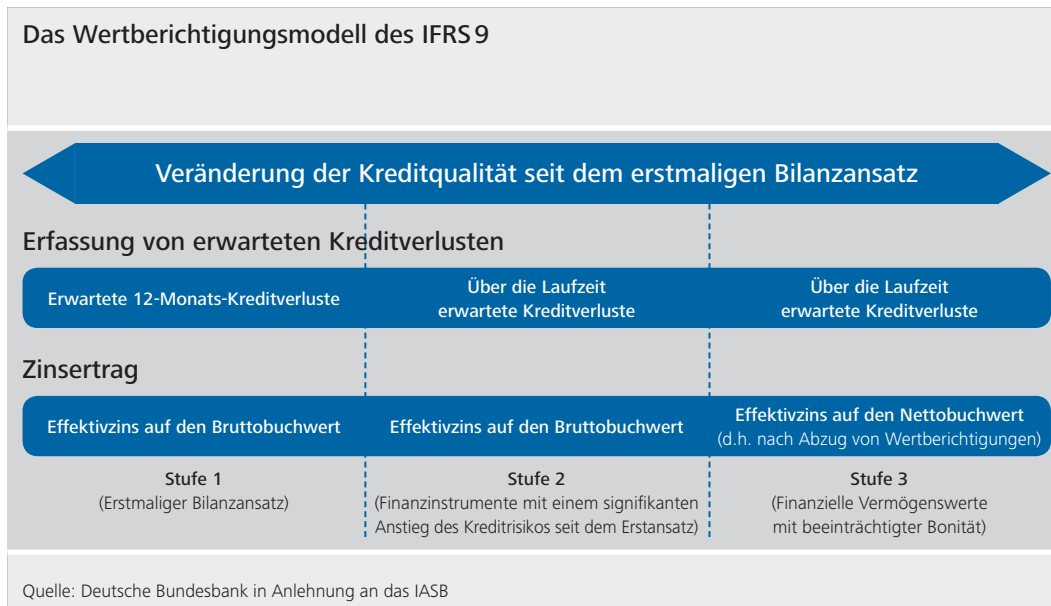 Das Wertberichtigungsmodell des IFRS 9
Veränderung der Kreditqualität seit dem erstmaligen Bilanzansatz
Erfassung von erwarteten Kreditverlusten
Erwartete 12-Monats-Kreditverluste
Über die Laufzeit
erwartete Kreditverluste
Über die Laufzeit
erwartete Kreditverluste
Zinsertrag
Effektivzins auf den Bruttobuchwert
Effektivzins auf den Bruttobuchwert
Effektivzins auf den Nettobuchwert
(d.h. nach Abzug von Wertberichtigungen)
Stufe 1
(Erstmaliger Bilanzansatz)
Stufe 2
(Finanzinstrumente mit einem signifikanten
Anstieg des Kreditrisikos seit dem Erstansatz)
Stufe 3
(Finanzielle Vermögenswerte
mit beeinträchtigter Bonität)
Quelle: Deutsche Bundesbank in Anlehnung an das IASB